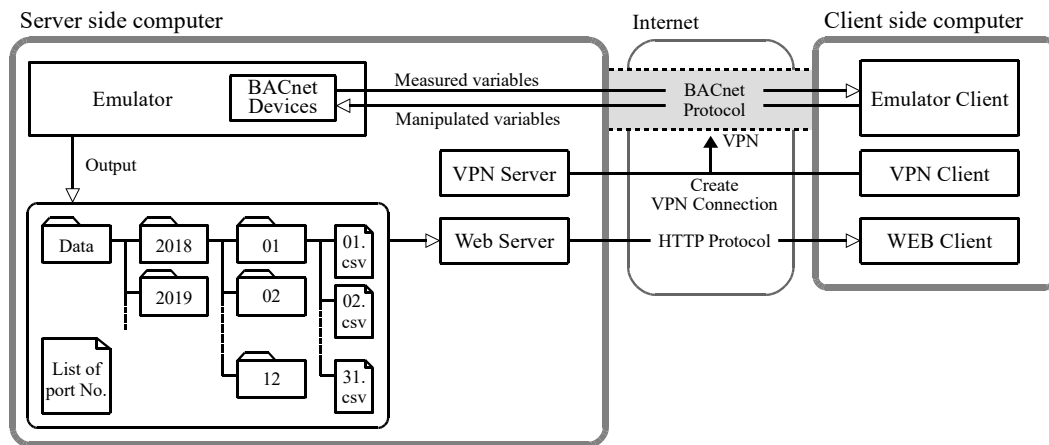 Server side computer
Internet
Client side computer
Emulator
BACnet
Devices
Measured variables
Manipulated variables
BACnet
Protocol
Emulator Client
Output
VPN
VPN Server
Create
VPN Connection
VPN Client
Data
2018
01
01.
csv
Web Server
HTTP Protocol
WEB Client
2019
02
02.
csv
List of
port No.
12
31.
csv